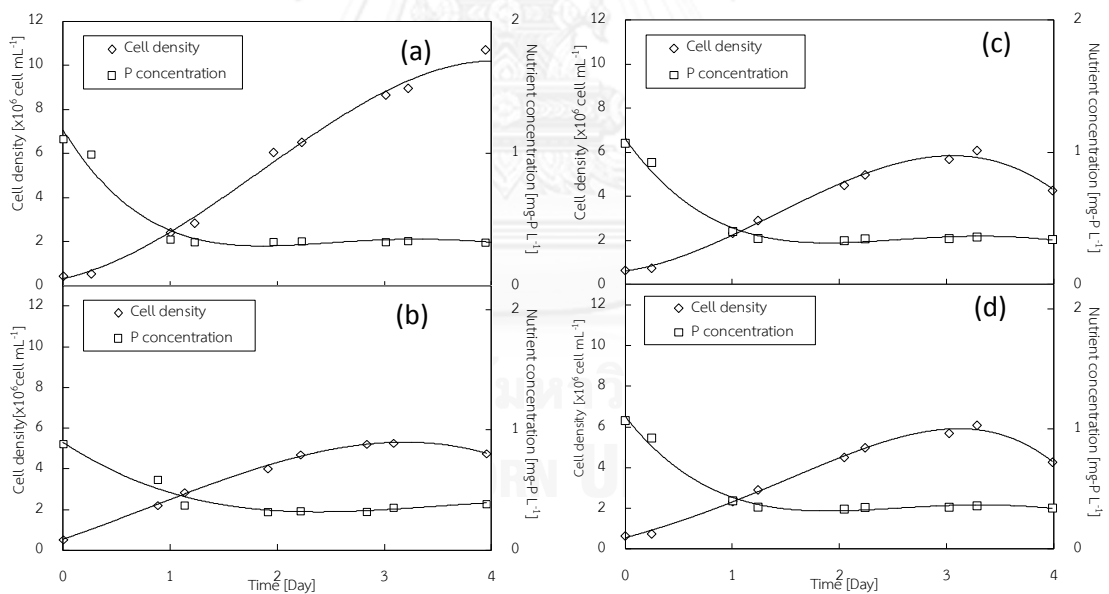 12
10
8
6
4
2
0
Cell density [x10⁶ cell mL⁻¹]
Cell density
P concentration
(a)
2
1
0
Nutrient concentration [mg-P L⁻¹]
12
10
8
6
4
2
0
Cell density [x10⁶ cell mL⁻¹]
Cell density
P concentration
(c)
2
1
0
Nutrient concentration [mg-P L⁻¹]
12
10
8
6
4
2
0
Cell density[x10⁶cell mL⁻¹]
Cell density
P concentration
(b)
2
1
0
Nutrient concentration [mg-P L⁻¹]
0 1 2 3 4
Time [Day]
12
10
8
6
4
2
0
Cell density [x10⁶ cell mL⁻¹]
Cell density
P concentration
(d)
2
1
0
Nutrient concentration [mg-P L⁻¹]
0 1 2 3 4
Time [Day]
มหาวิ
RN U